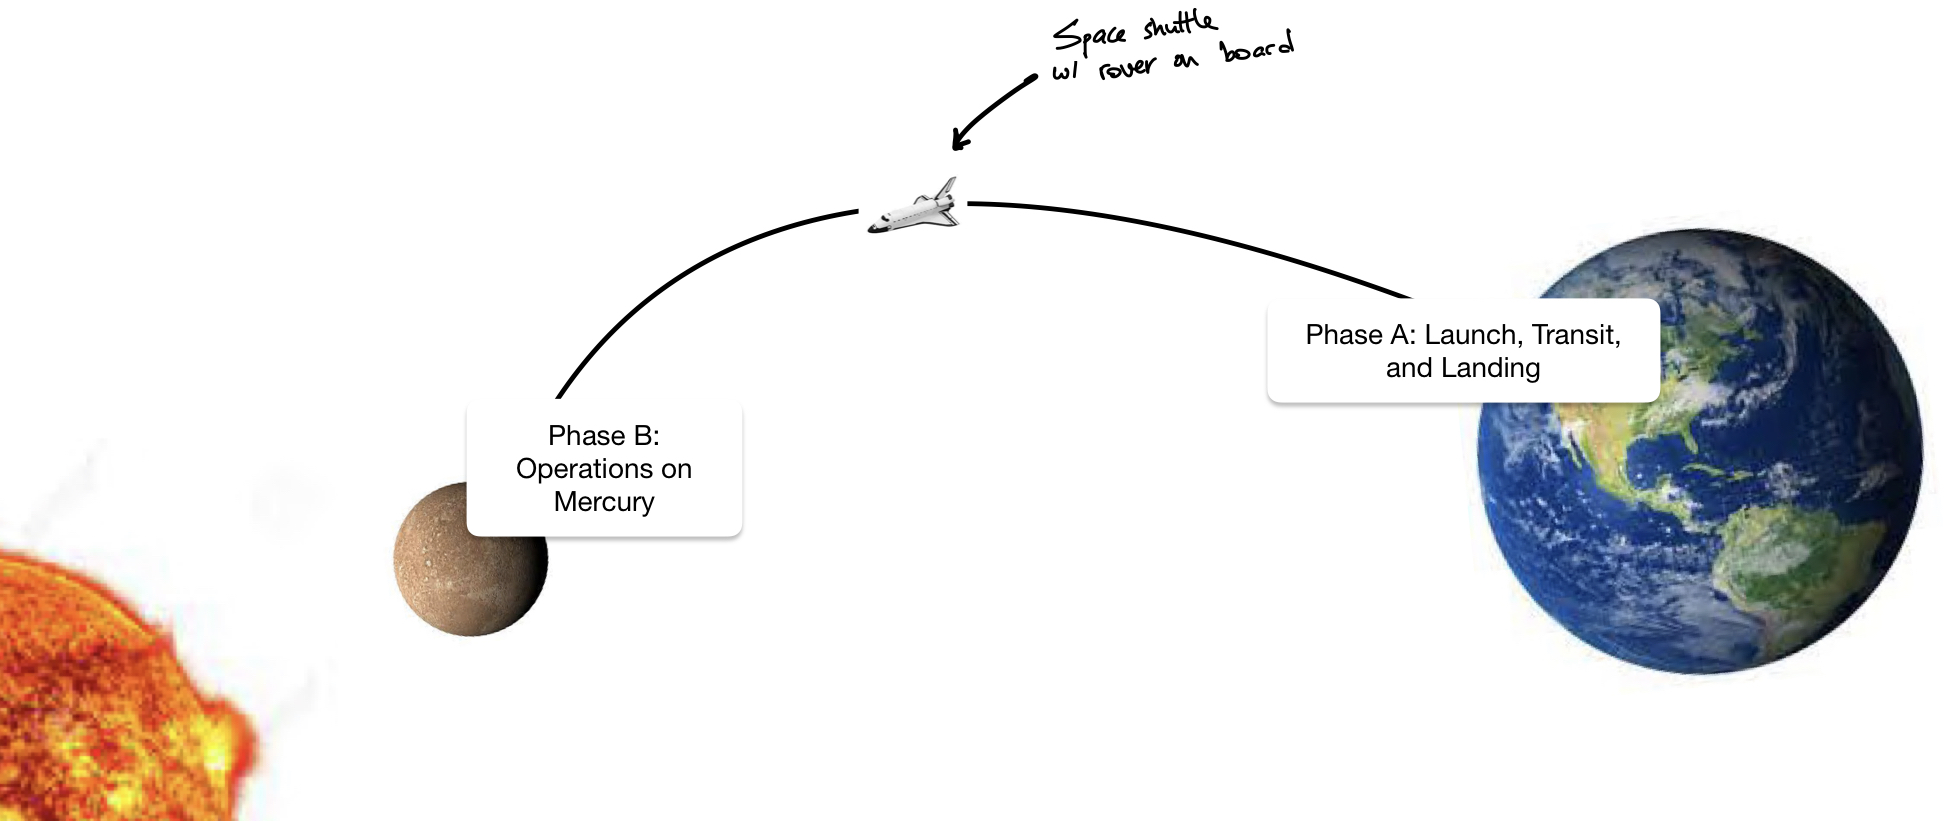 Space shuttle
w/ rover on board
Phase A: Launch, Transit,
and Landing
Phase B:
Operations on
Mercury